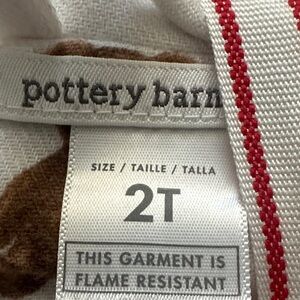 pottery barn
SIZE / TAILLE / TALLA
2T
THIS GARMENT IS
FLAME RESISTANT